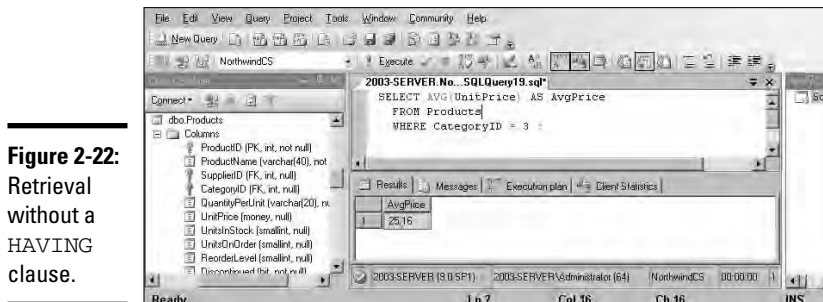 File Edit View Query Project Tools Window Community Help
New Query
NorthwindCS Execute
2003-SERVER.No...SQLQuery19.sql*
Connect
SELECT AVG(UnitPrice) AS AvgPrice
FROM Products
WHERE CategoryID = 3 ;
dbo.Products
Columns
ProductID (PK, int, not null)
ProductName (varchar(40), not
SupplierID (FK, int, null)
CategoryID (FK, int, null)
QuantityPerUnit (varchar(20), nu
UnitPrice (money, null)
UnitsInStock (smallint, null)
UnitsOnOrder (smallint, null)
ReorderLevel (smallint, null)
Discontinued (bit, not null)
Results Messages Execution plan Client Statistics
AvgPrice
1 25,16
2003-SERVER (9.0 SP1) 2003-SERVER\Administrator (64) NorthwindCS 00:00:00
Ready Ln 2 Col 16 Ch 16 INS
Figure 2-22:
Retrieval
without a
HAVING
clause.